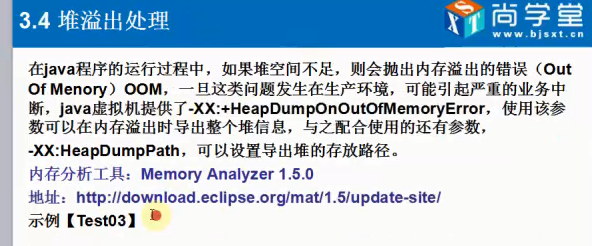 3.4 堆溢出处理
尚学堂
SXT
www.bjsxt.cn
在java程序的运行过程中，如果堆空间不足，则会抛出内存溢出的错误（Out
Of Menory）OOM，一旦这类问题发生在生产环境，可能引起严重的业务中
断，java虚拟机提供了-XX:+HeapDumpOnOutOfMemoryError，使用该参
数可以在内存溢出时导出整个堆信息，与之配合使用的还有参数，
-XX:HeapDumpPath，可以设置导出堆的存放路径。
内存分析工具：Memory Analyzer 1.5.0
地址：http://download.eclipse.org/mat/1.5/update-site/
示例【Test03】